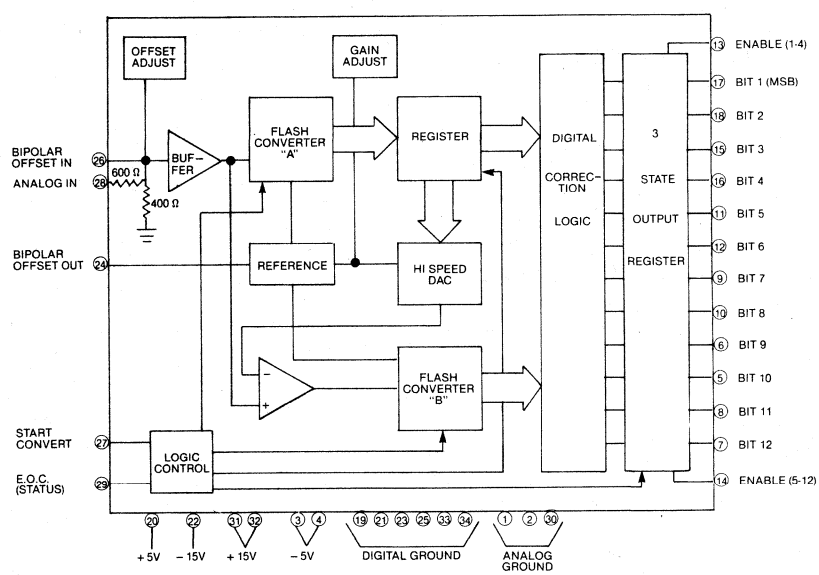 OFFSET
ADJUST
GAIN
ADJUST
13 ENABLE (1-4)
17 BIT 1 (MSB)
18 BIT 2
15 BIT 3
16 BIT 4
11 BIT 5
12 BIT 6
9 BIT 7
10 BIT 8
6 BIT 9
5 BIT 10
8 BIT 11
7 BIT 12
14 ENABLE (5-12)
BIPOLAR
OFFSET IN 26
600 Ω
ANALOG IN 28
400 Ω
BUF-
FER
FLASH
CONVERTER
"A"
REGISTER
DIGITAL
CORREC-
TION
LOGIC
3
STATE
OUTPUT
REGISTER
BIPOLAR
OFFSET OUT 24
REFERENCE
HI SPEED
DAC
-
+
FLASH
CONVERTER
"B"
START
CONVERT 27
LOGIC
CONTROL
E.O.C.
(STATUS) 29
20 22 31 32 3 4 19 21 23 25 33 34 1 2 30
+5V -15V +15V -5V DIGITAL GROUND ANALOG
GROUND